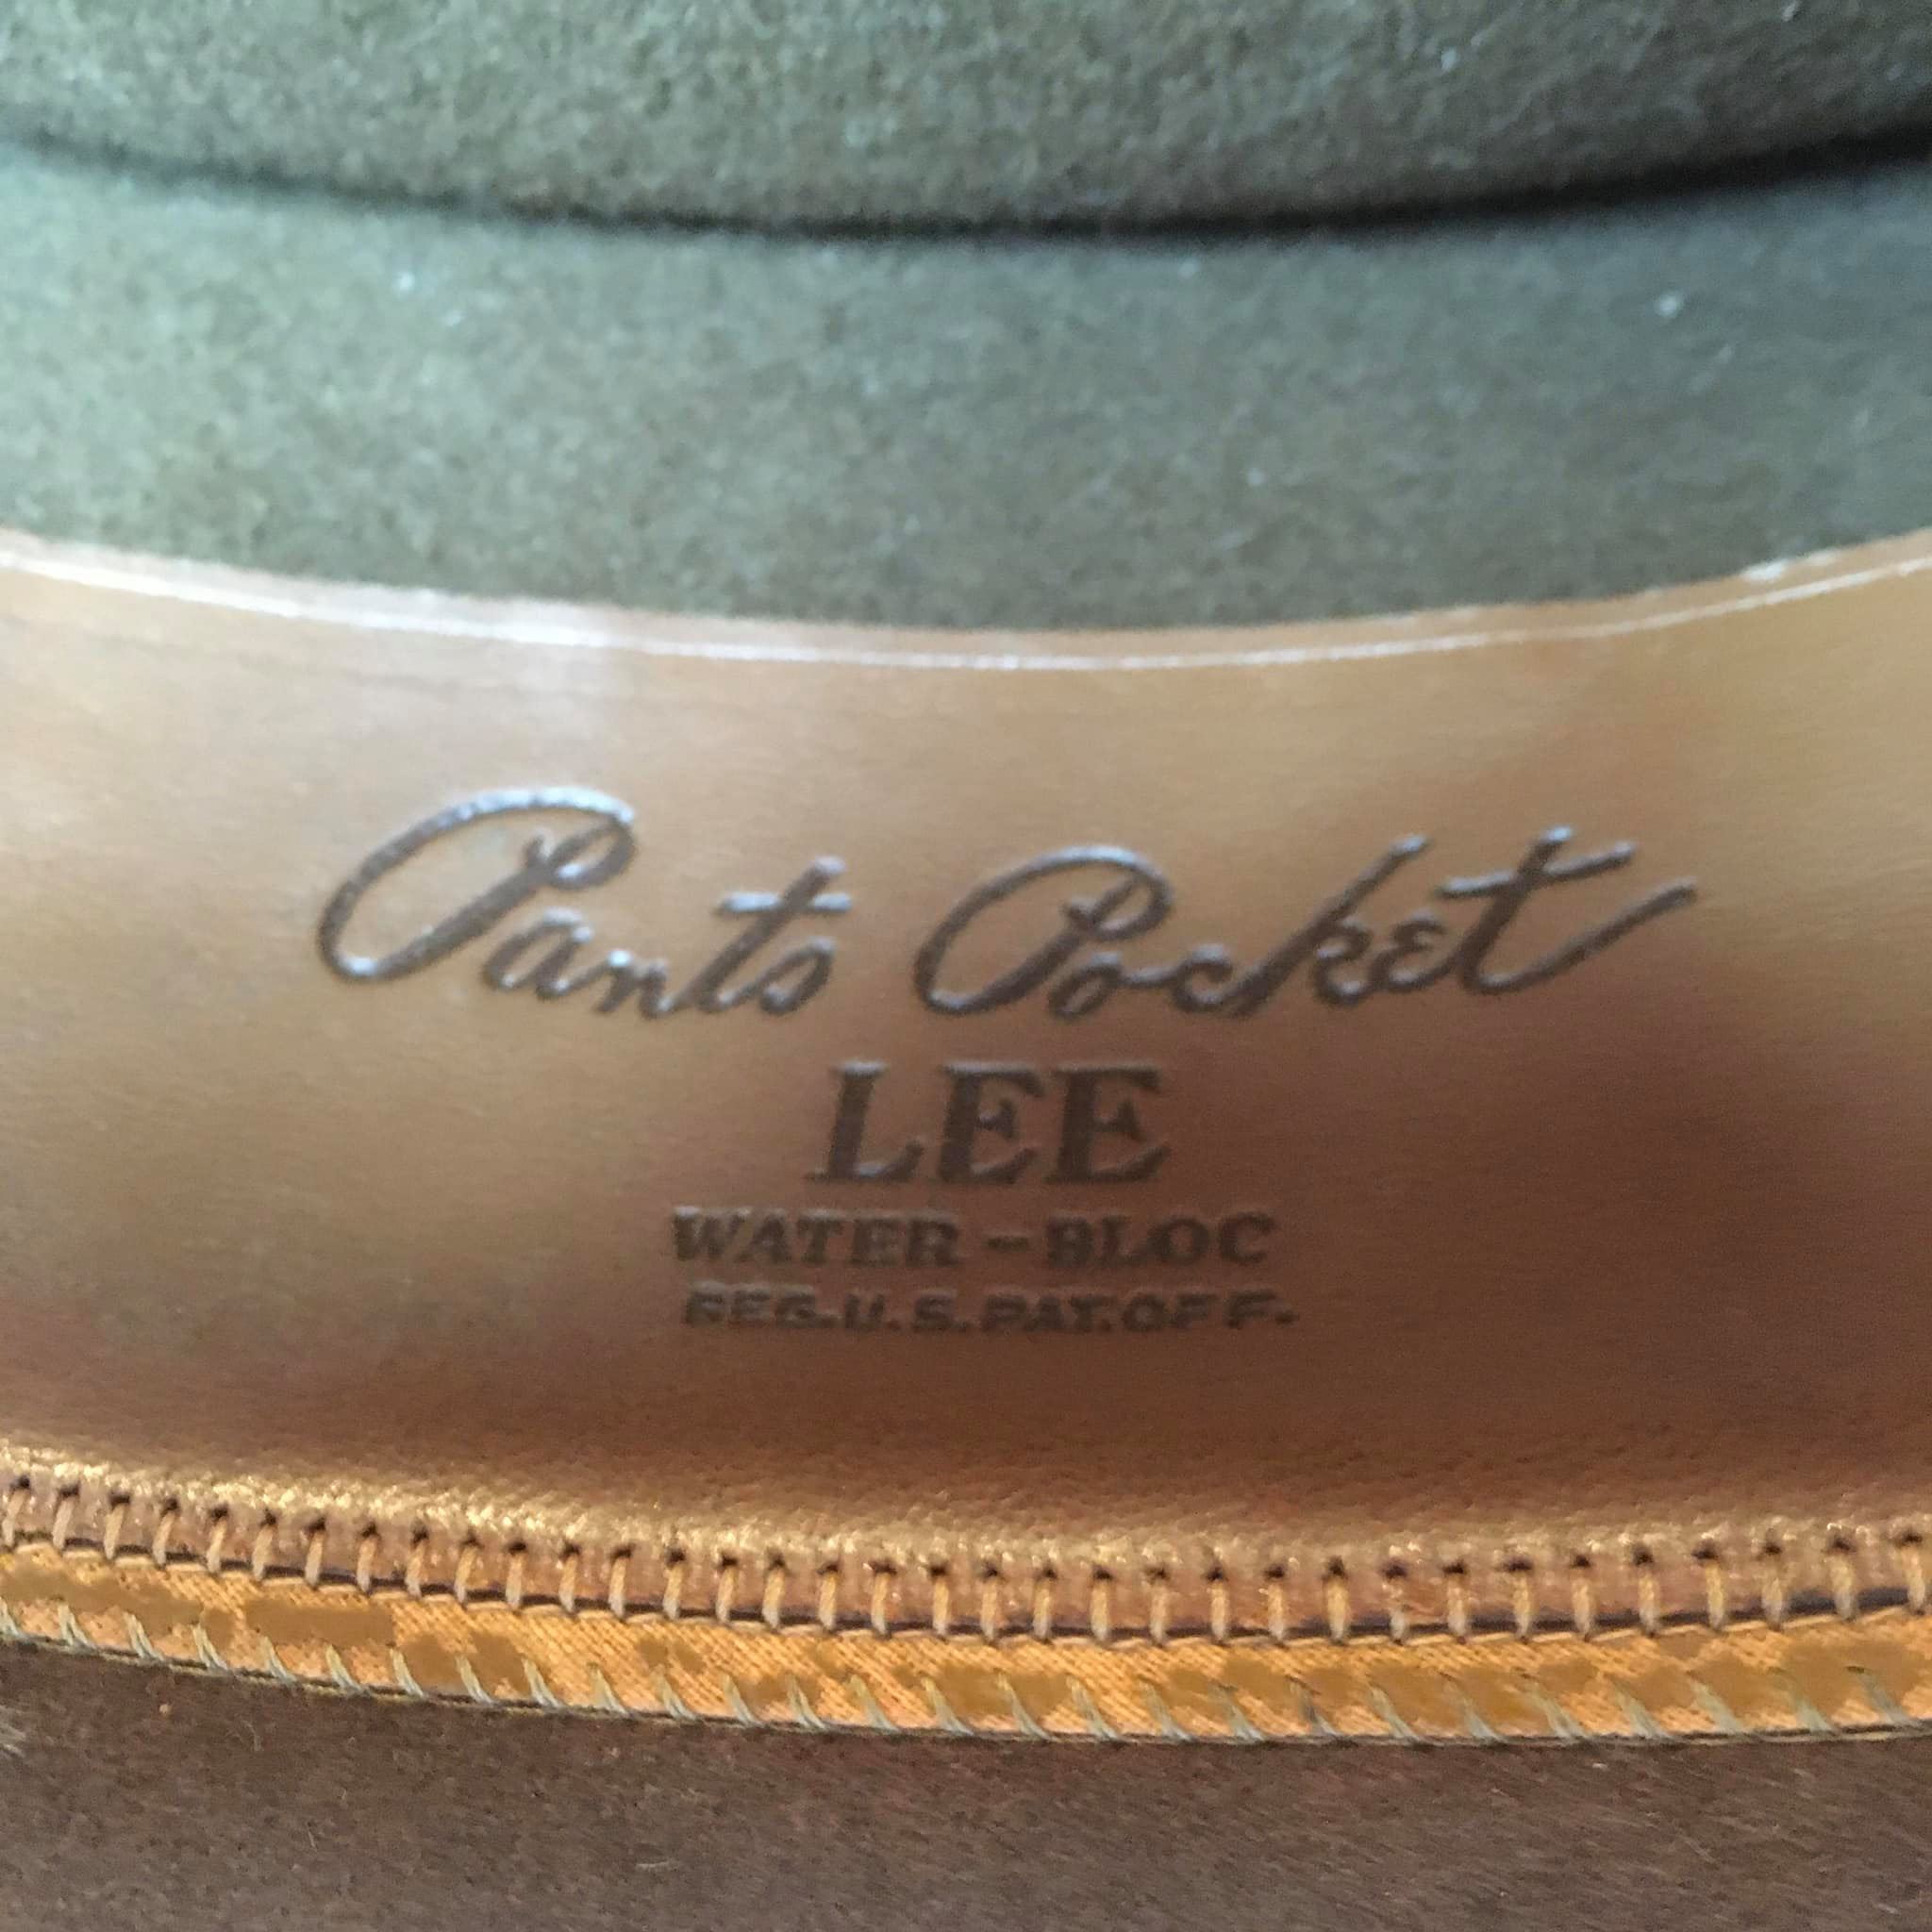 Pants Pocket
LEE
WATER-BLOC
REG.U.S.PAT.OFF.